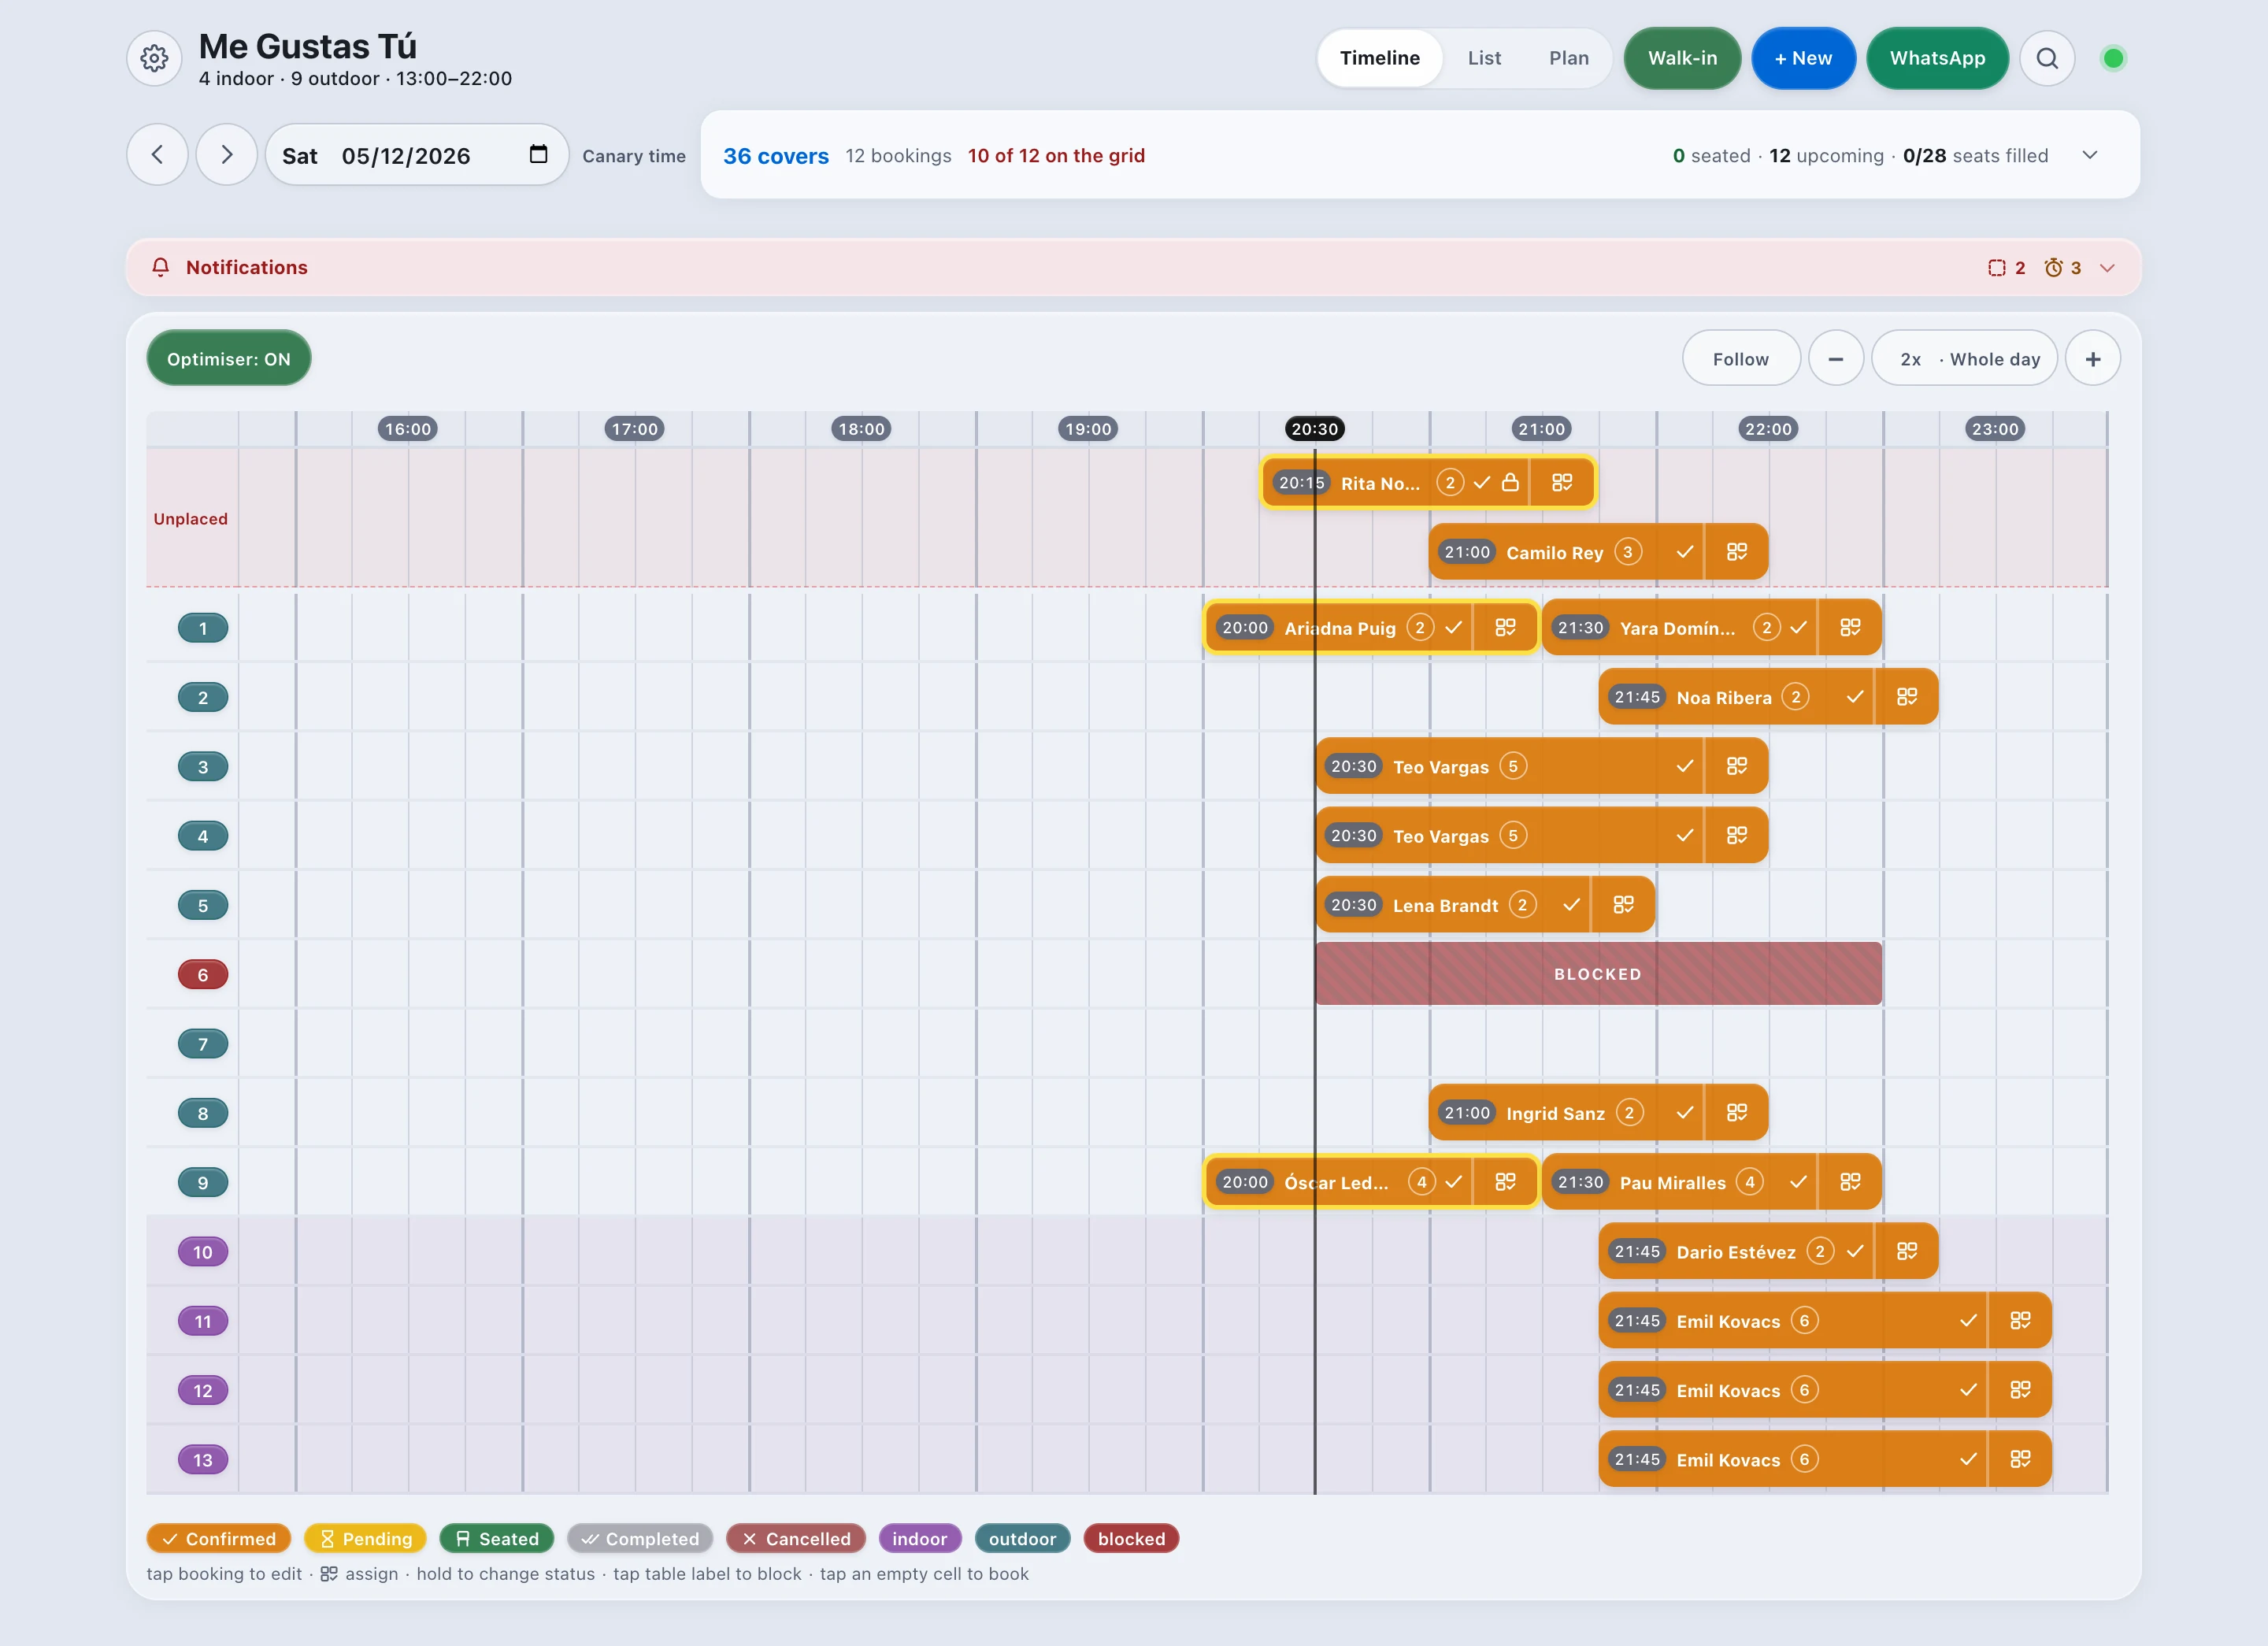 Me Gustas Tú
4 indoor · 9 outdoor · 13:00–22:00
Timeline List Plan Walk-in + New WhatsApp
Sat 05/12/2026 Canary time
36 covers 12 bookings 10 of 12 on the grid 0 seated · 12 upcoming · 0/28 seats filled
Notifications 2 3
Optimiser: ON Follow − 2x · Whole day +
16:00 17:00 18:00 19:00 20:30 21:00 22:00 23:00
Unplaced
20:15 Rita No... 2
21:00 Camilo Rey 3
1 20:00 Ariadna Puig 2 21:30 Yara Domín... 2
2 21:45 Noa Ribera 2
3 20:30 Teo Vargas 5
4 20:30 Teo Vargas 5
5 20:30 Lena Brandt 2
6 BLOCKED
7
8 21:00 Ingrid Sanz 2
9 20:00 Óscar Led... 4 21:30 Pau Miralles 4
10 21:45 Dario Estévez 2
11 21:45 Emil Kovacs 6
12 21:45 Emil Kovacs 6
13 21:45 Emil Kovacs 6
Confirmed Pending Seated Completed Cancelled indoor outdoor blocked
tap booking to edit · assign · hold to change status · tap table label to block · tap an empty cell to book